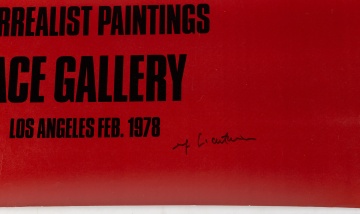 RREALIST PAINTINGS
ACE GALLERY
LOS ANGELES FEB. 1978